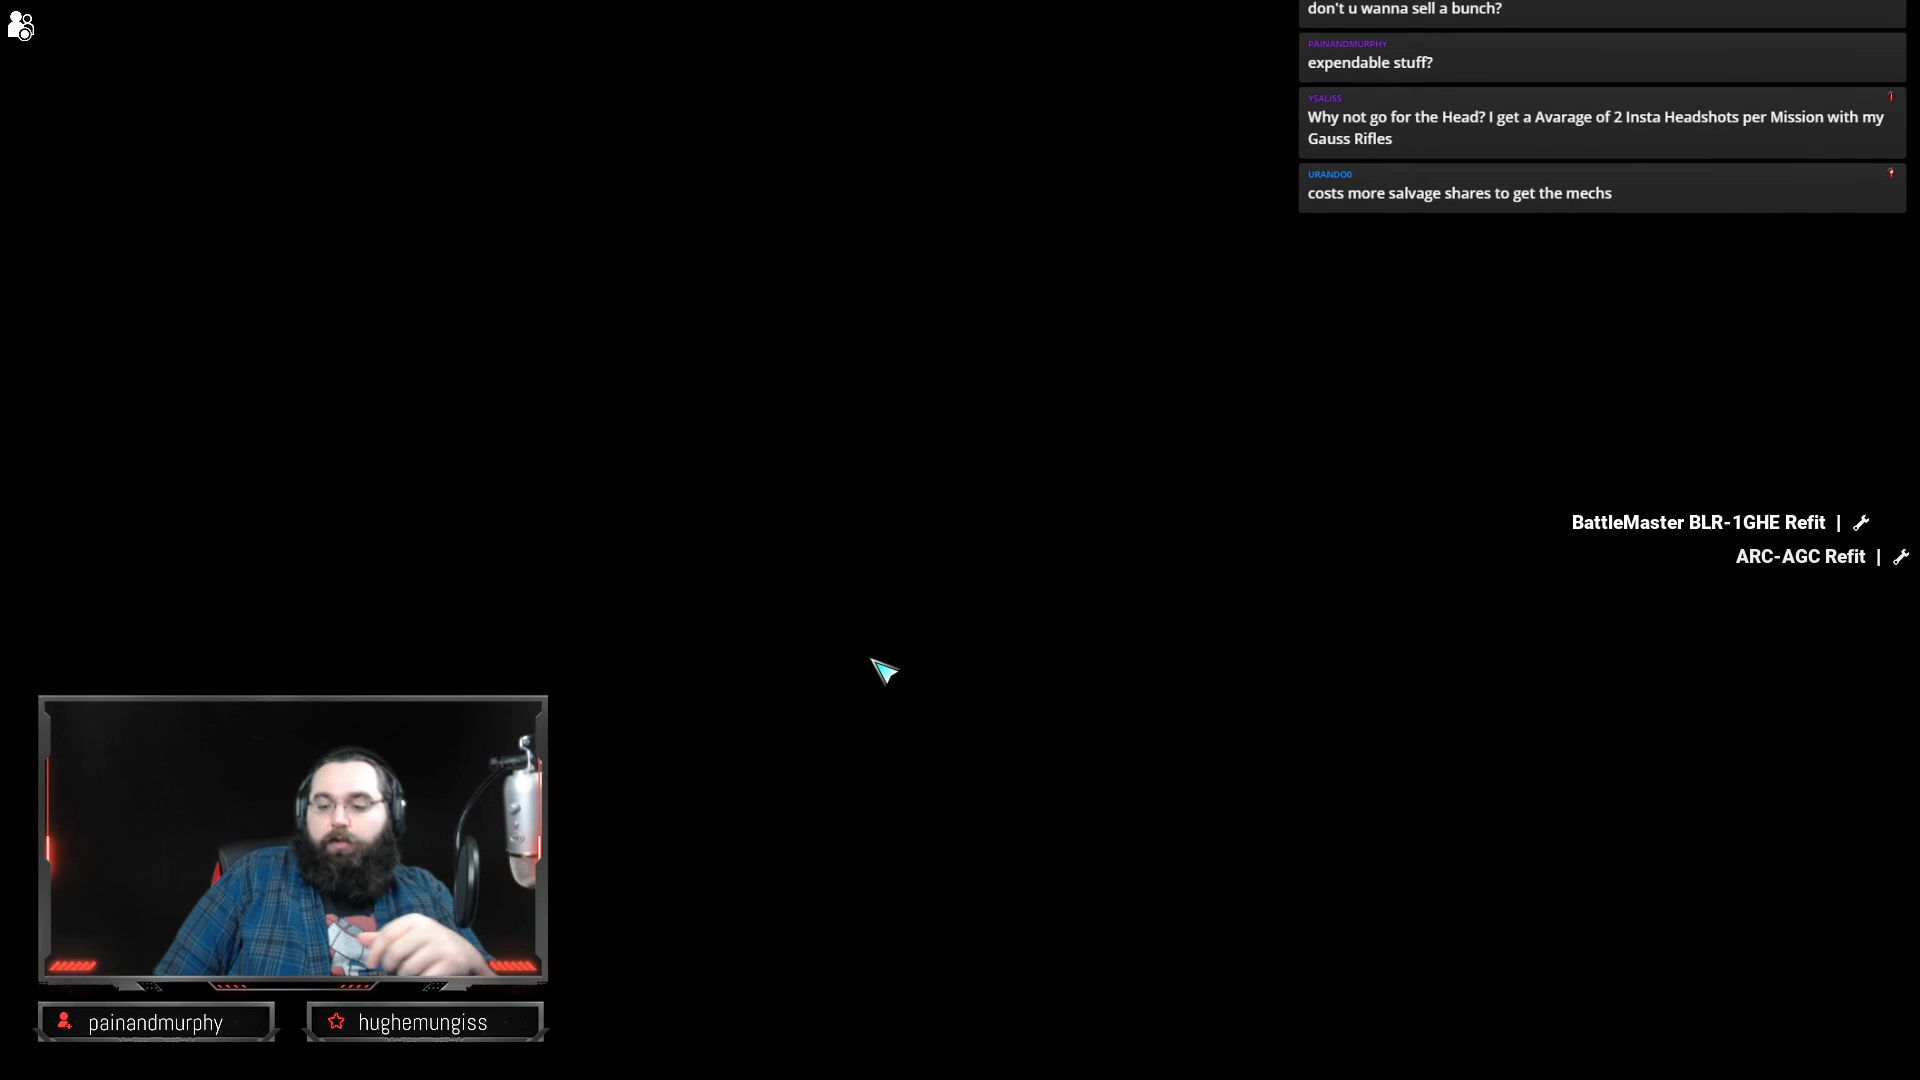 don't u wanna sell a bunch?
PAINANDMURPHY
expendable stuff?
YSALISS
Why not go for the Head? I get a Avarage of 2 Insta Headshots per Mission with my
Gauss Rifles
URANDO0
costs more salvage shares to get the mechs
BattleMaster BLR-1GHE Refit |
ARC-AGC Refit |
painandmurphy
hughemungiss